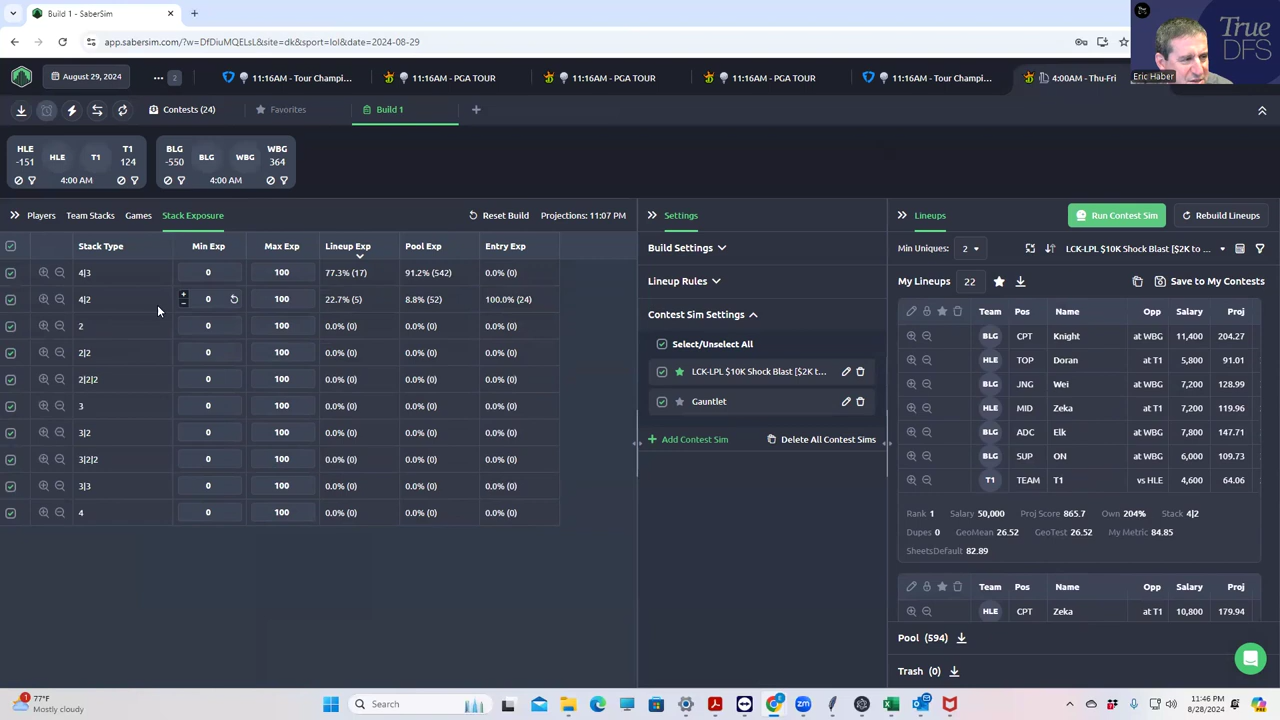 Build 1 - SaberSim
app.sabersim.com/?w=DfDiuMQELsL&site=dk&sport=lol&date=2024-08-29
True DFS
Eric Haber
August 29, 2024 ... 2 11:16AM - Tour Champi... 11:16AM - PGA TOUR 11:16AM - PGA TOUR 11:16AM - PGA TOUR 11:16AM - Tour Champi... 4:00AM - Thu-Fri
Contests (24) Favorites Build 1
HLE -151 HLE T1 T1 124 4:00 AM
BLG -550 BLG WBG WBG 364 4:00 AM
Players Team Stacks Games Stack Exposure Reset Build Projections: 11:07 PM
Stack Type Min Exp Max Exp Lineup Exp Pool Exp Entry Exp
4|3 0 100 77.3% (17) 91.2% (542) 0.0% (0)
4|2 0 100 22.7% (5) 8.8% (52) 100.0% (24)
2 0 100 0.0% (0) 0.0% (0) 0.0% (0)
2|2 0 100 0.0% (0) 0.0% (0) 0.0% (0)
2|2|2 0 100 0.0% (0) 0.0% (0) 0.0% (0)
3 0 100 0.0% (0) 0.0% (0) 0.0% (0)
3|2 0 100 0.0% (0) 0.0% (0) 0.0% (0)
3|2|2 0 100 0.0% (0) 0.0% (0) 0.0% (0)
3|3 0 100 0.0% (0) 0.0% (0) 0.0% (0)
4 0 100 0.0% (0) 0.0% (0) 0.0% (0)
Settings
Build Settings
Lineup Rules
Contest Sim Settings
Select/Unselect All
LCK-LPL $10K Shock Blast [$2K to...
Gauntlet
Add Contest Sim Delete All Contest Sims
Lineups Run Contest Sim Rebuild Lineups
Min Uniques: 2 LCK-LPL $10K Shock Blast [$2K to ...
My Lineups 22 Save to My Contests
Team Pos Name Opp Salary Proj
BLG CPT Knight at WBG 11,400 204.27
HLE TOP Doran at T1 5,800 91.01
BLG JNG Wei at WBG 7,200 128.99
HLE MID Zeka at T1 7,200 119.96
BLG ADC Elk at WBG 7,800 147.71
BLG SUP ON at WBG 6,000 109.73
T1 TEAM T1 vs HLE 4,600 64.06
Rank 1 Salary 50,000 Proj Score 865.7 Own 204% Stack 4|2
Dupes 0 GeoMean 26.52 GeoTest 26.52 My Metric 84.85
SheetsDefault 82.89
Team Pos Name Opp Salary Proj
HLE CPT Zeka at T1 10,800 179.94
Pool (594)
Trash (0)
1 77°F
Mostly cloudy
Search
11:46 PM
8/28/2024